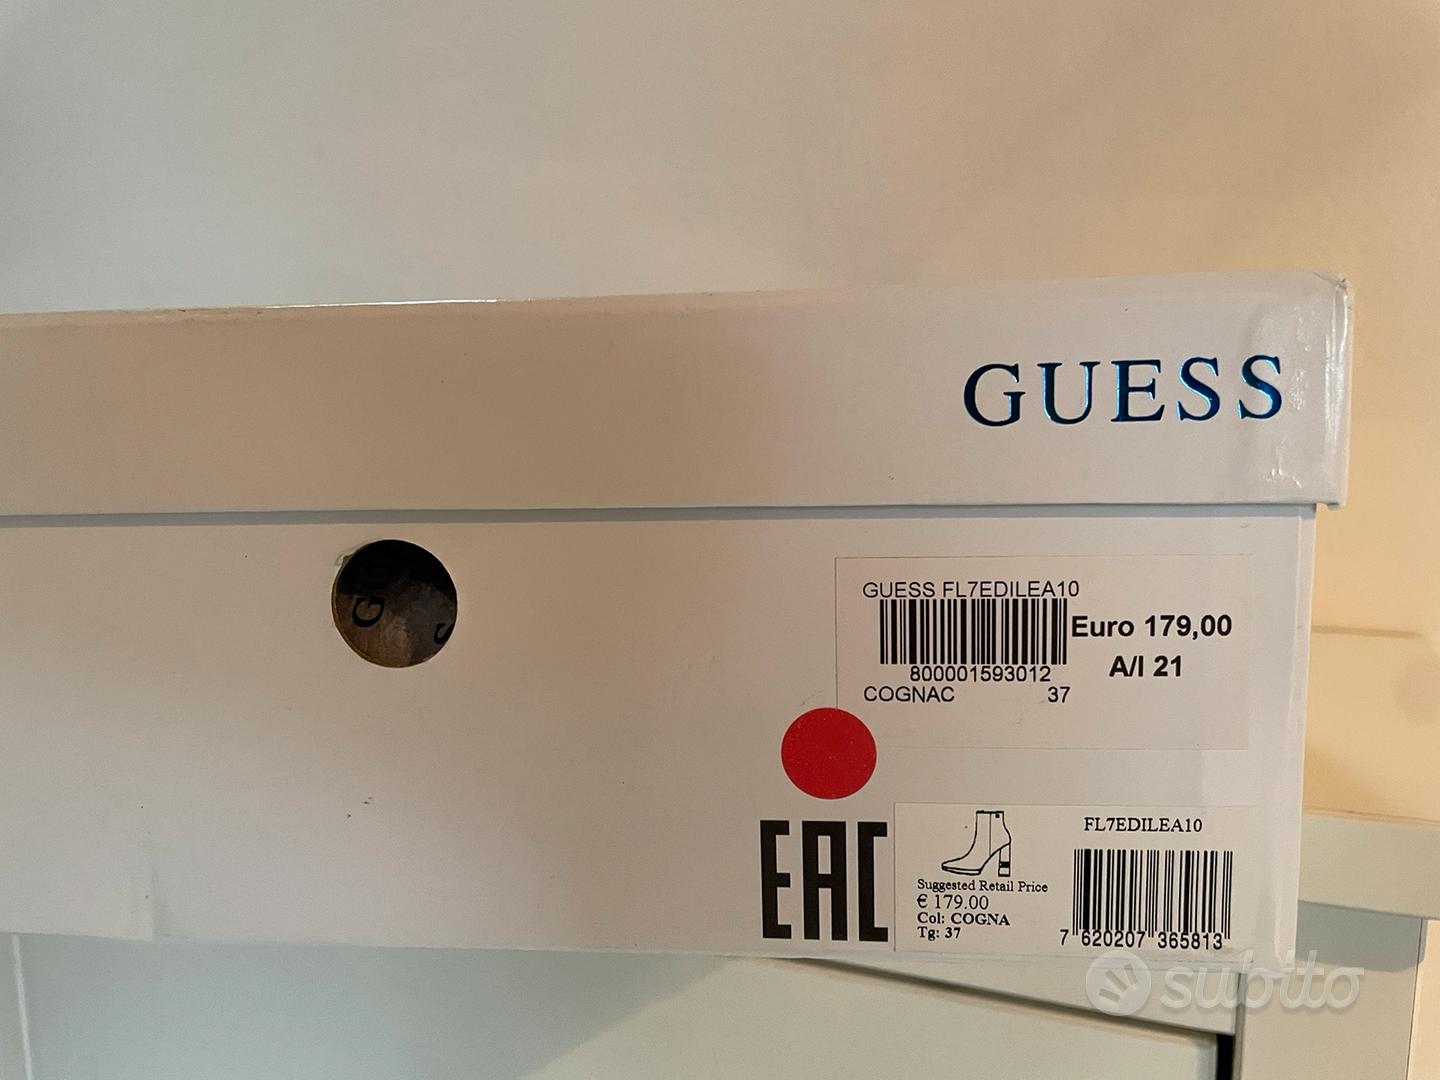 GUESS
GU
S
GUESS FL7EDILEA10
Euro 179,00
800001593012
A/I 21
COGNAC 37
EAC
FL7EDILEA10
Suggested Retail Price
€ 179.00
Col: COGNA
Tg: 37
7 620207 365813
subito